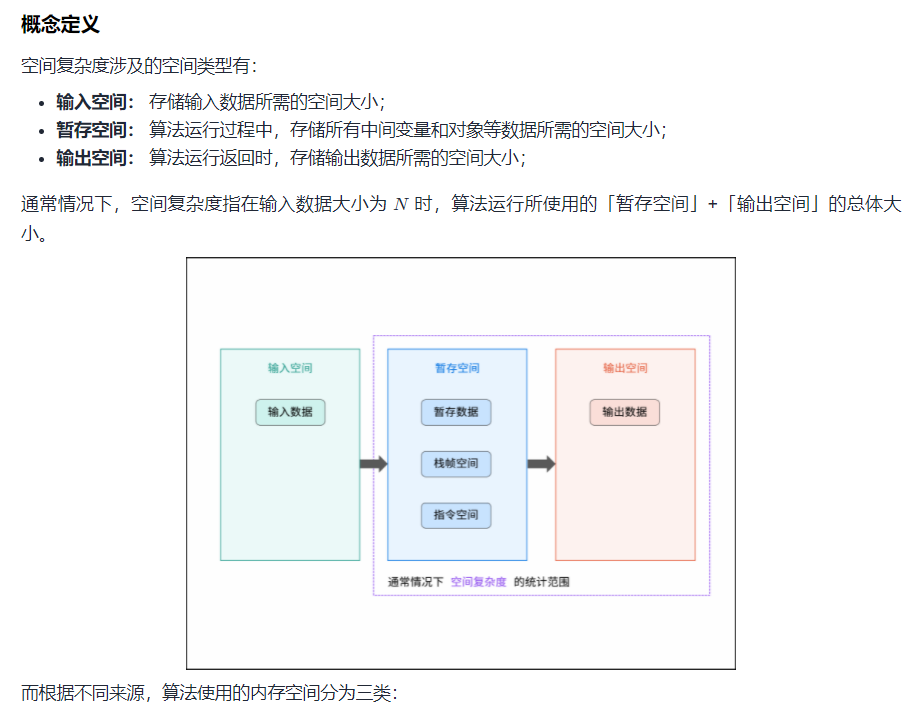 概念定义
空间复杂度涉及的空间类型有：
• 输入空间： 存储输入数据所需的空间大小；
• 暂存空间： 算法运行过程中，存储所有中间变量和对象等数据所需的空间大小；
• 输出空间： 算法运行返回时，存储输出数据所需的空间大小；
通常情况下，空间复杂度指在输入数据大小为 N 时，算法运行所使用的「暂存空间」+「输出空间」的总体大
小。
输入空间 暂存空间 输出空间
输入数据 暂存数据 输出数据
栈帧空间
指令空间
通常情况下 空间复杂度 的统计范围
而根据不同来源，算法使用的内存空间分为三类：